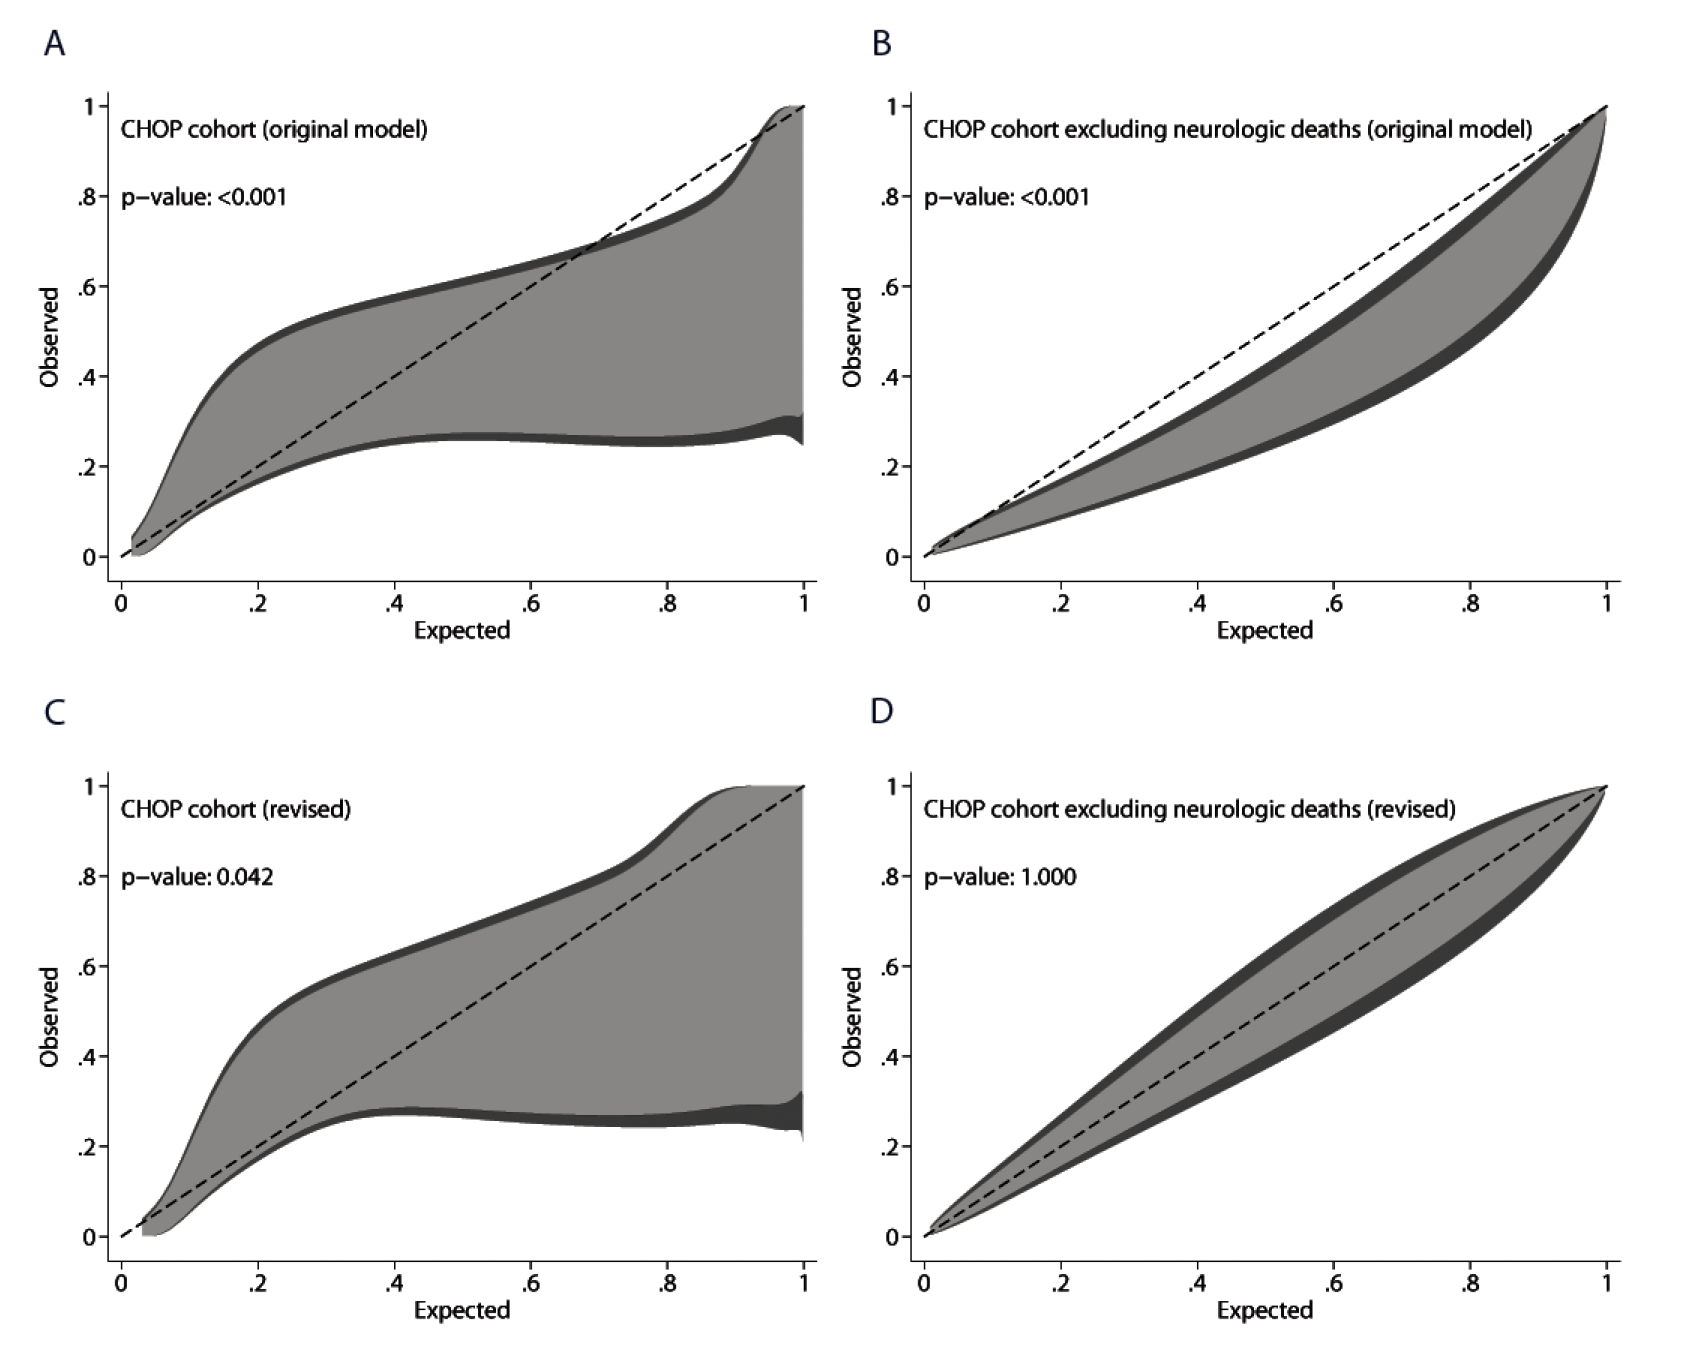 A
CHOP cohort (original model)
p−value: <0.001
1
.8
.6
.4
.2
0
Observed
0 .2 .4 .6 .8 1
Expected
B
CHOP cohort excluding neurologic deaths (original model)
p−value: <0.001
1
.8
.6
.4
.2
0
Observed
0 .2 .4 .6 .8 1
Expected
C
CHOP cohort (revised)
p−value: 0.042
1
.8
.6
.4
.2
0
Observed
0 .2 .4 .6 .8 1
Expected
D
CHOP cohort excluding neurologic deaths (revised)
p−value: 1.000
1
.8
.6
.4
.2
0
Observed
0 .2 .4 .6 .8 1
Expected